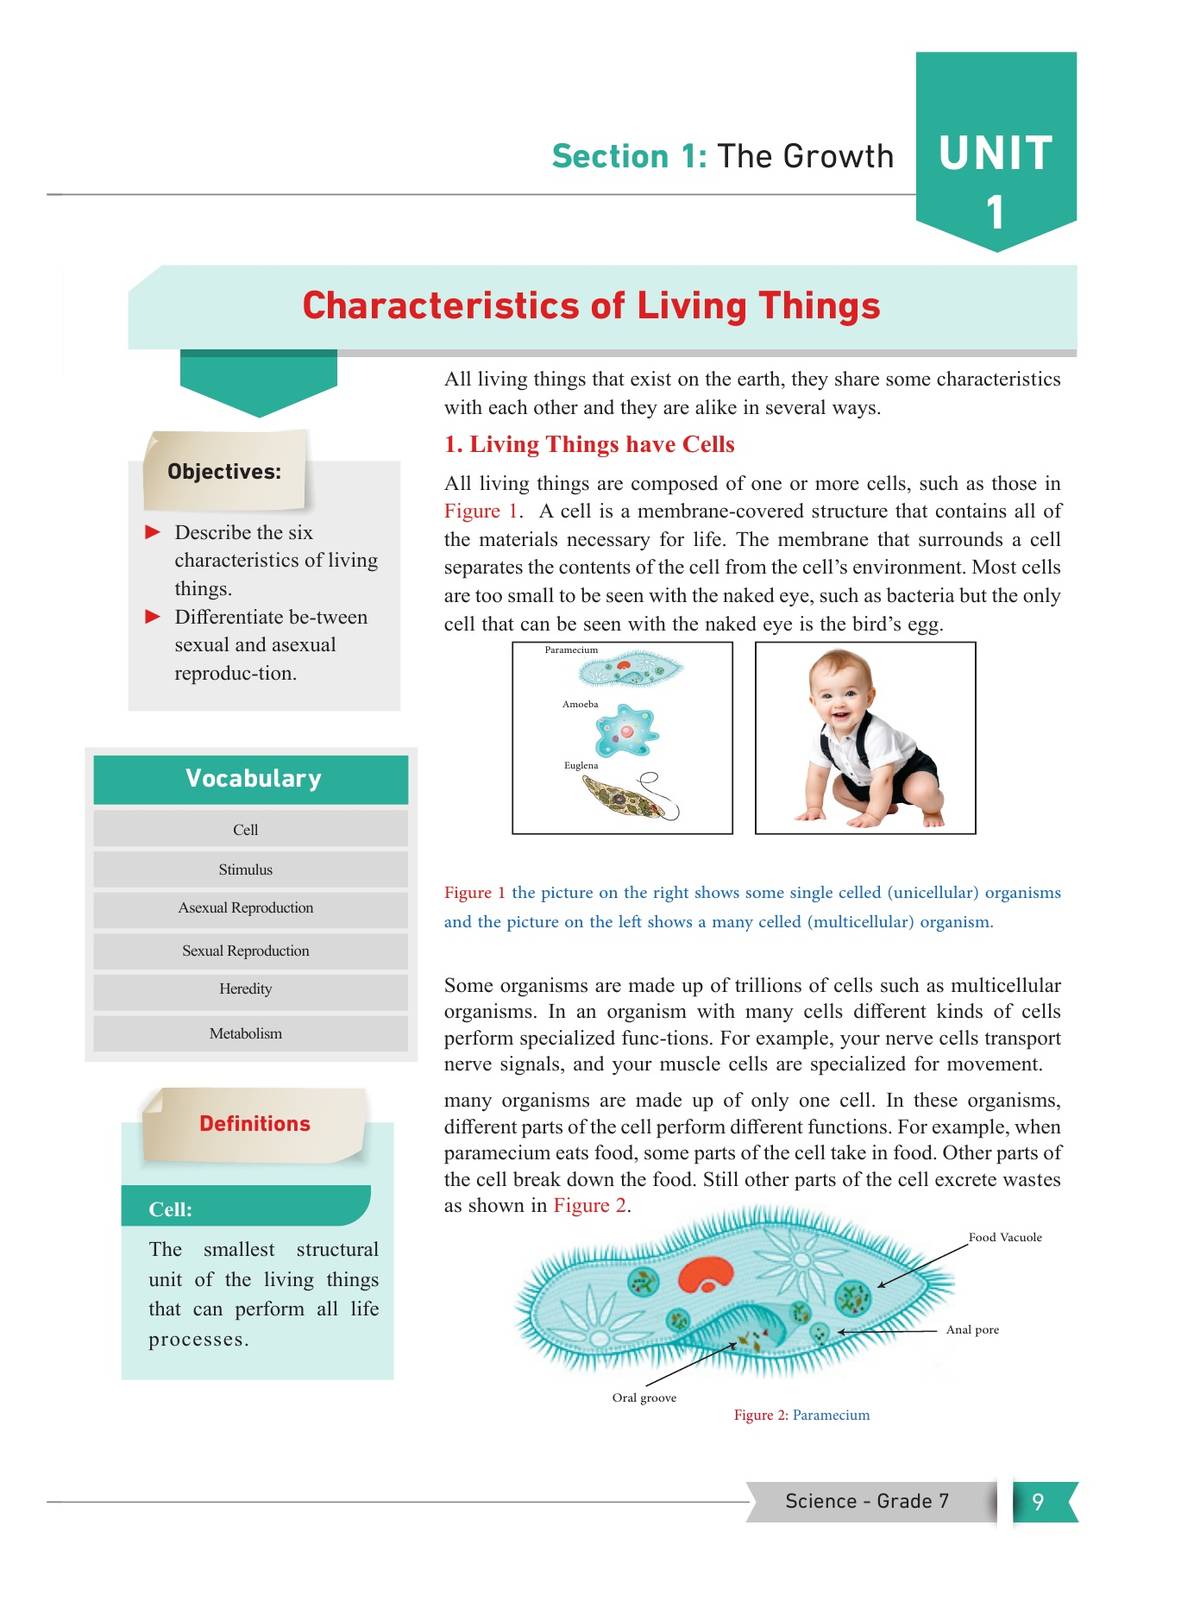 Section 1: The Growth
UNIT
1
Characteristics of Living Things
Objectives:
► Describe the six
characteristics of living
things.
► Differentiate be-tween
sexual and asexual
reproduc-tion.
Vocabulary
Cell
Stimulus
Asexual Reproduction
Sexual Reproduction
Heredity
Metabolism
Definitions
Cell:
The smallest structural
unit of the living things
that can perform all life
processes.
All living things that exist on the earth, they share some characteristics
with each other and they are alike in several ways.
1. Living Things have Cells
All living things are composed of one or more cells, such as those in
Figure 1. A cell is a membrane-covered structure that contains all of
the materials necessary for life. The membrane that surrounds a cell
separates the contents of the cell from the cell's environment. Most cells
are too small to be seen with the naked eye, such as bacteria but the only
cell that can be seen with the naked eye is the bird's egg.
Paramecium
Amoeba
Euglena
Figure 1 the picture on the right shows some single celled (unicellular) organisms
and the picture on the left shows a many celled (multicellular) organism.
Some organisms are made up of trillions of cells such as multicellular
organisms. In an organism with many cells different kinds of cells
perform specialized func-tions. For example, your nerve cells transport
nerve signals, and your muscle cells are specialized for movement.
many organisms are made up of only one cell. In these organisms,
different parts of the cell perform different functions. For example, when
paramecium eats food, some parts of the cell take in food. Other parts of
the cell break down the food. Still other parts of the cell excrete wastes
as shown in Figure 2.
Food Vacuole
Anal pore
Oral groove
Figure 2: Paramecium
Science - Grade 7
9